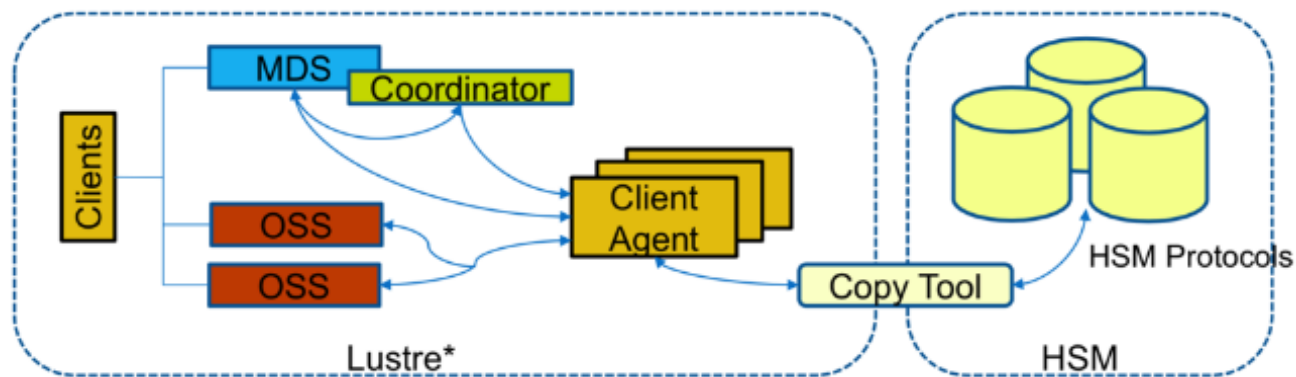 MDS
Coordinator
Clients
OSS
OSS
Client
Agent
Copy Tool
HSM Protocols
Lustre*
HSM